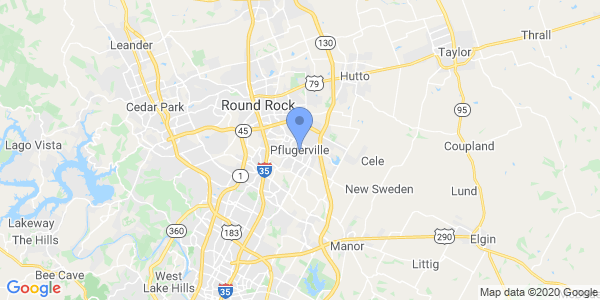 Thrall
Leander
130
Taylor
Hutto
79
Cedar Park
Round Rock
95
45
Lago Vista
Pflugerville
Coupland
Cele
35
1
New Sweden
Lund
Lakeway
360
183
The Hills
290
Elgin
Manor
Littig
Bee Cave
West
Lake Hills
35
Google
Map data ©2020 Google